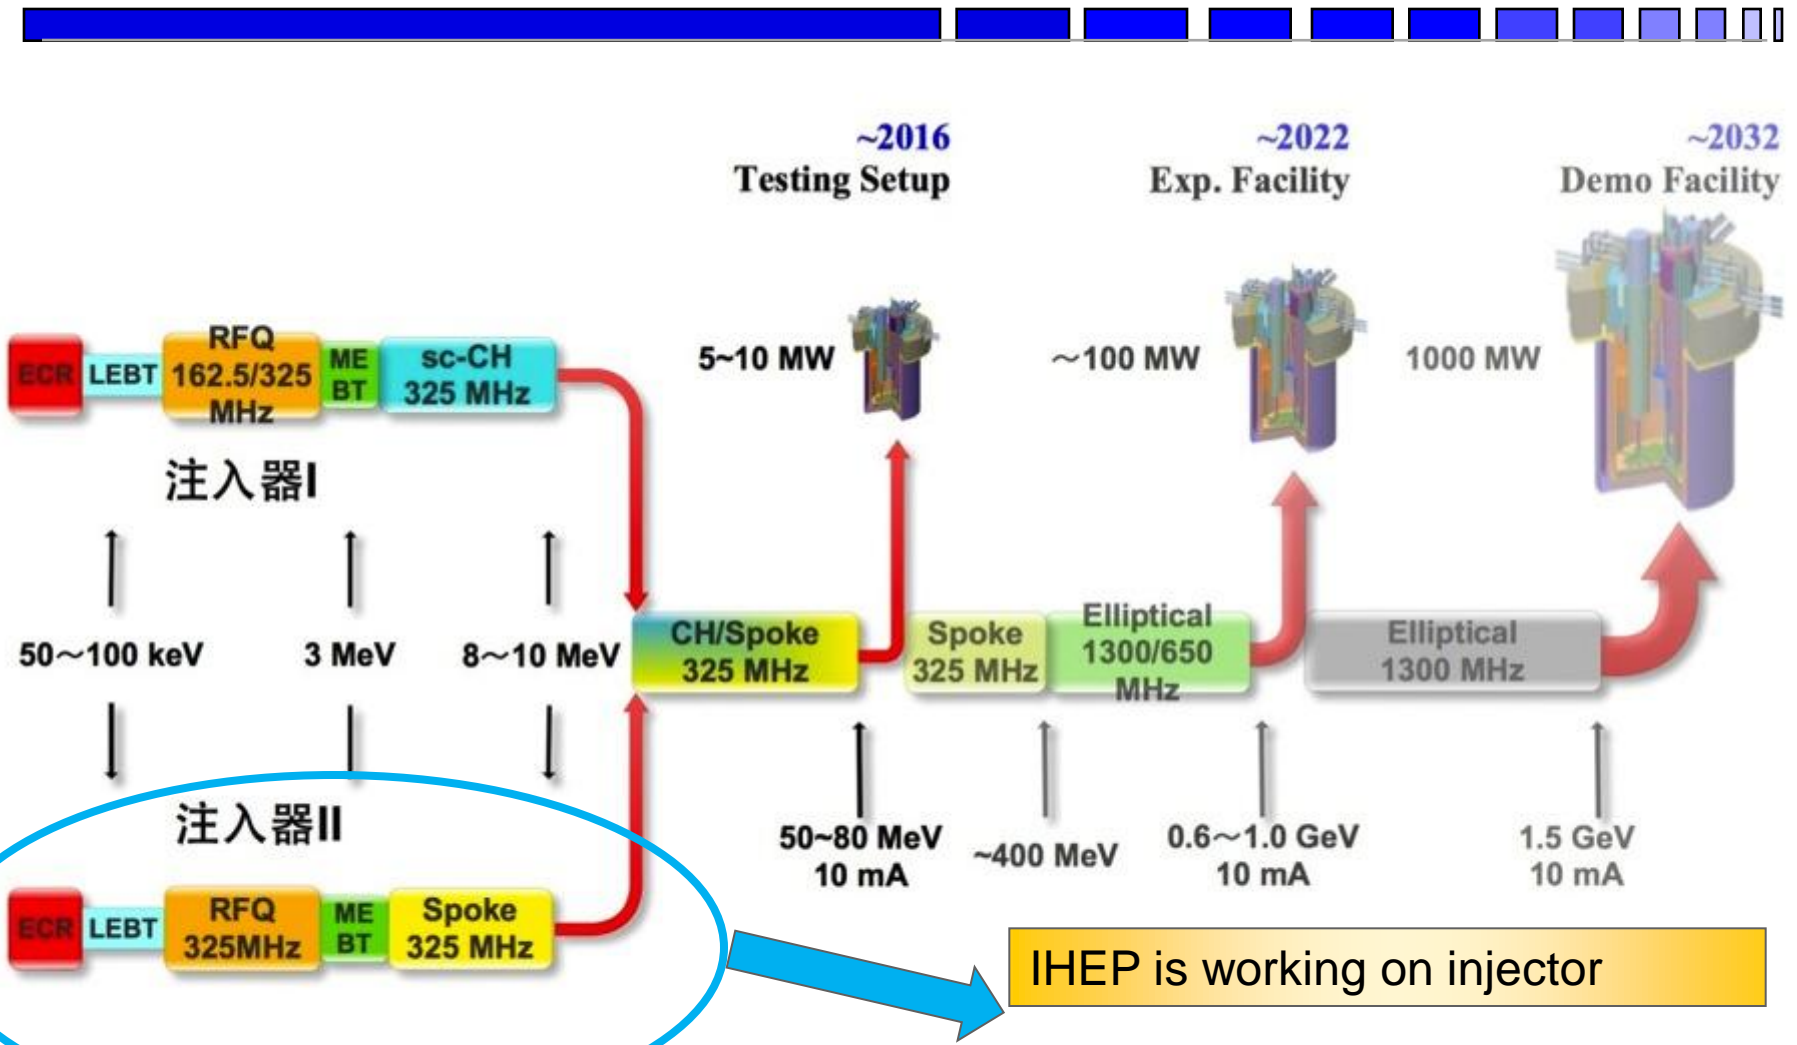 ~2016
Testing Setup
~2022
Exp. Facility
~2032
Demo Facility
5~10 MW
～100 MW
1000 MW
ECR
LEBT
RFQ
162.5/325
MHz
ME
BT
sc-CH
325 MHz
注入器I
50～100 keV
3 MeV
8～10 MeV
CH/Spoke
325 MHz
Spoke
325 MHz
Elliptical
1300/650
MHz
Elliptical
1300 MHz
50~80 MeV
10 mA
~400 MeV
0.6～1.0 GeV
10 mA
1.5 GeV
10 mA
注入器II
ECR
LEBT
RFQ
325MHz
ME
BT
Spoke
325 MHz
IHEP is working on injector